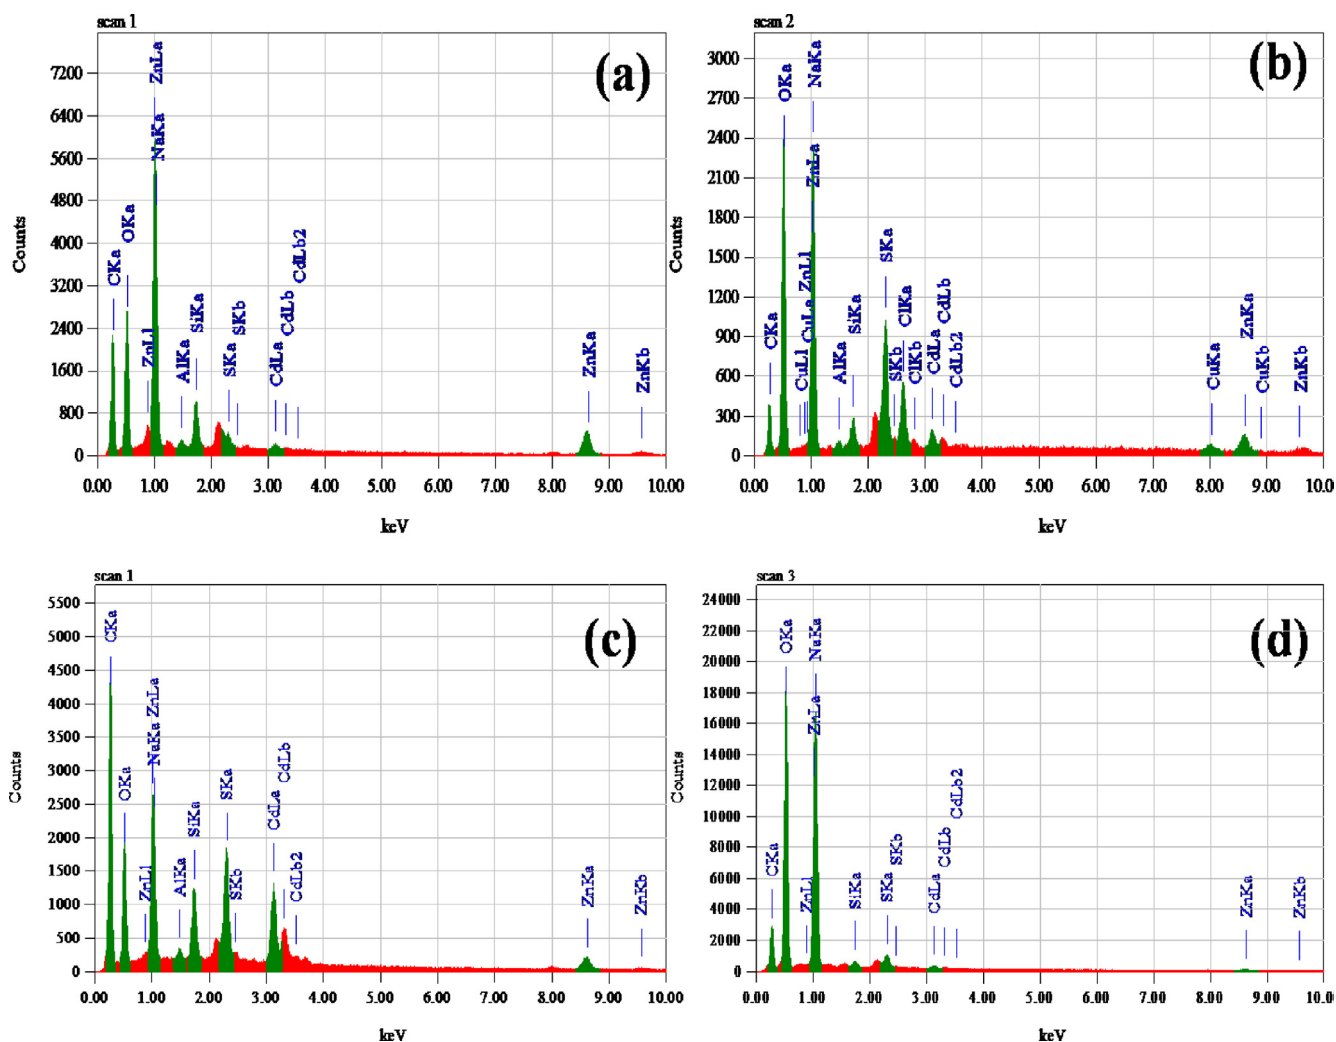 scan 1
(a)
7200
6400
5600
4800
4000
3200
2400
1600
800
0
Counts
CKa
OKa
ZnL1
ZnLa
NaKa
AlKa
SiKa
SKa
SKb
CdLa
CdLb
CdLb2
ZnKa
ZnKb
0.00 1.00 2.00 3.00 4.00 5.00 6.00 7.00 8.00 9.00 10.00
keV
scan 2
(b)
3000
2700
2400
2100
1800
1500
1200
900
600
300
0
Counts
CKa
OKa
CuL1
CuLa
ZnL1
ZnLa
NaKa
AlKa
SiKa
SKa
SKb
ClKa
ClKb
CdLa
CdLb
CdLb2
CuKa
ZnKa
CuKb
ZnKb
0.00 1.00 2.00 3.00 4.00 5.00 6.00 7.00 8.00 9.00 10.00
keV
scan 1
(c)
5500
5000
4500
4000
3500
3000
2500
2000
1500
1000
500
0
Counts
CKa
OKa
ZnL1
NaKa ZnLa
AlKa
SiKa
SKa
SKb
CdLa
CdLb
CdLb2
ZnKa
ZnKb
0.00 1.00 2.00 3.00 4.00 5.00 6.00 7.00 8.00 9.00 10.00
keV
scan 3
(d)
24000
22000
20000
18000
16000
14000
12000
10000
8000
6000
4000
2000
0
Counts
CKa
OKa
ZnL1
ZnLa
NaKa
SiKa
SKa
SKb
CdLa
CdLb
CdLb2
ZnKa
ZnKb
0.00 1.00 2.00 3.00 4.00 5.00 6.00 7.00 8.00 9.00 10.00
keV